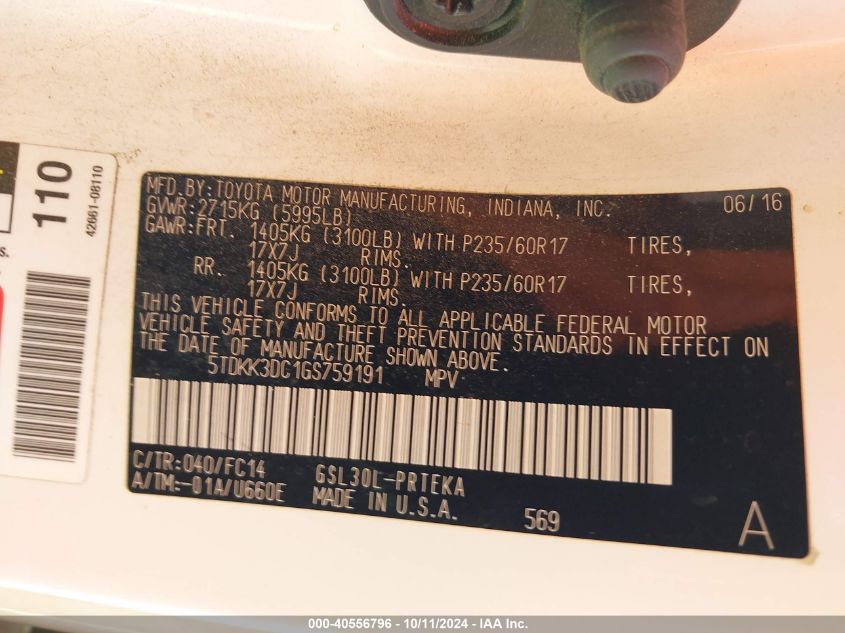 110
42661-08110
s.
MFD.BY:TOYOTA MOTOR MANUFACTURING, INDIANA, INC. 06/16
GVWR:2715KG (5995LB)
GAWR:FRT. 1405KG (3100LB) WITH P235/60R17 TIRES,
17X7J RIMS.
RR. 1405KG (3100LB) WITH P235/60R17 TIRES,
17X7J RIMS.
THIS VEHICLE CONFORMS TO ALL APPLICABLE FEDERAL MOTOR
VEHICLE SAFETY AND THEFT PREVENTION STANDARDS IN EFFECT ON
THE DATE OF MANUFACTURE SHOWN ABOVE.
5TDKK3DC1GS759191 MPV
C/TR:040/FC14 GSL30L-PRTEKA
A/TM:-01A/U660E MADE IN U.S.A. 569
A
000-40556796 - 10/11/2024 - IAA Inc.